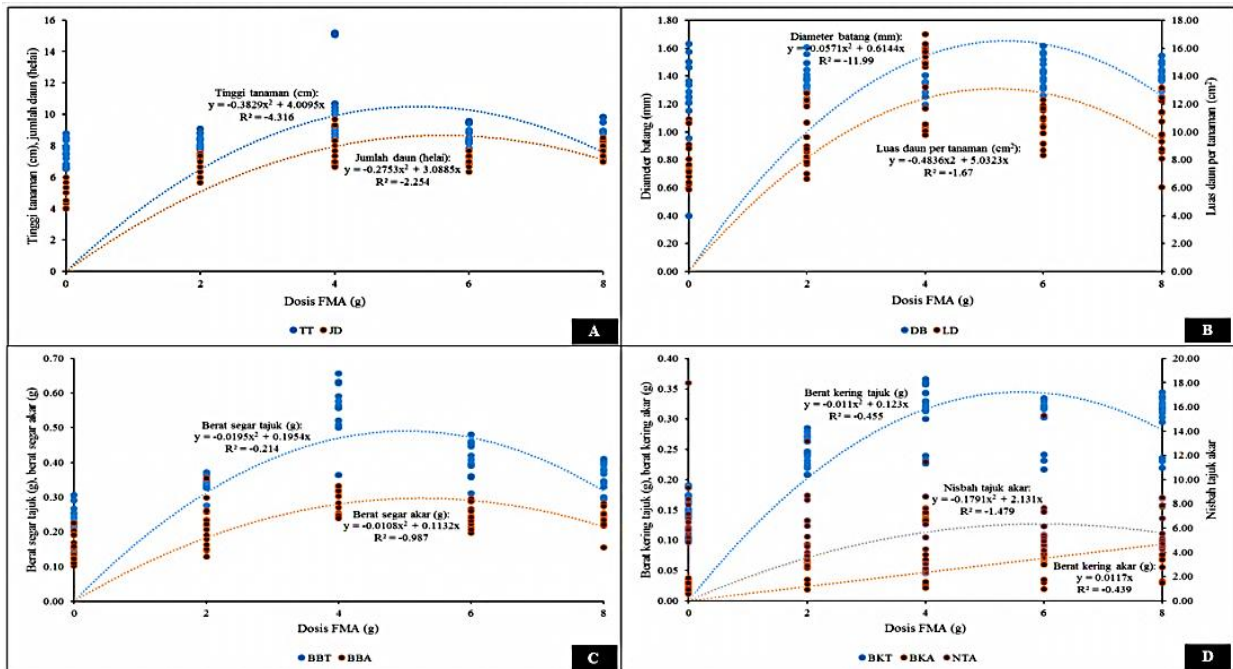 Tinggi tanaman (cm), jumlah daun (helai)
16
14
12
10
8
6
4
2
0
Tinggi tanaman (cm):
y = -0.3829x² + 4.0095x
R² = -4.316
Jumlah daun (helai):
y = -0.2753x² + 3.0885x
R² = -2.254
0 2 4 6 8
Dosis FMA (g)
TT JD
A
Diameter batang (mm)
1.80
1.60
1.40
1.20
1.00
0.80
0.60
0.40
0.20
0.00
Diameter batang (mm):
y = -0.0571x² + 0.6144x
R² = -11.99
Luas daun per tanaman (cm²):
y = -0.4836x2 + 5.0323x
R² = -1.67
18.00
16.00
14.00
12.00
10.00
8.00
6.00
4.00
2.00
0.00
Luas daun per tanaman (cm²)
0 2 4 6 8
Dosis FMA (g)
DB LD
B
Berat segar tajuk (g), berat segar akar (g)
0.70
0.60
0.50
0.40
0.30
0.20
0.10
0.00
Berat segar tajuk (g):
y = -0.0195x² + 0.1954x
R² = -0.214
Berat segar akar (g):
y = -0.0108x² + 0.1132x
R² = -0.987
0 2 4 6 8
Dosis FMA (g)
BBT BBA
C
Berat kering tajuk (g), berat kering akar (g)
0.40
0.35
0.30
0.25
0.20
0.15
0.10
0.05
0.00
Berat kering tajuk (g)
y = -0.011x² + 0.123x
R² = -0.455
Nisbah tajuk akar:
y = -0.1791x² + 2.131x
R² = -1.479
Berat kering akar (g):
y = 0.0117x
R² = -0.439
20.00
18.00
16.00
14.00
12.00
10.00
8.00
6.00
4.00
2.00
0.00
Nisbah tajuk akar
0 2 4 6 8
Dosis FMA (g)
BKT BKA NTA
D